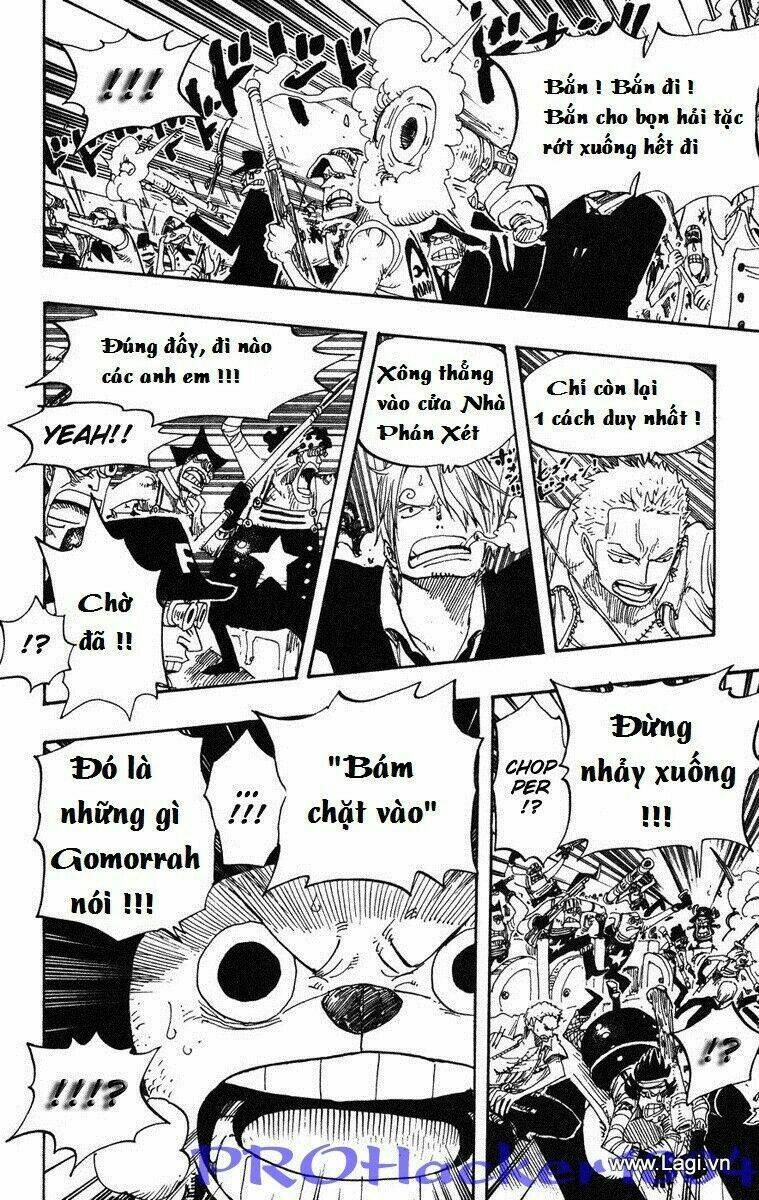 Bắn ! Bắn đi !
Bắn cho bọn hải tặc
rớt xuống hết đi
!!!
Chỉ còn lại
1 cách duy nhất !
Xông thẳng
vào cửa Nhà
Phán Xét
Đúng đấy, đi nào
các anh em !!!
YEAH!!
Chờ
đã !!
!?
Đừng
nhảy xuống
!!!
CHOP
PER !?
!?
"Bám
chặt vào"
...
!!!
Đó là
những gì
Gomorrah
nói !!!
!!!?
PROHacker1804
www.Lagi.vn